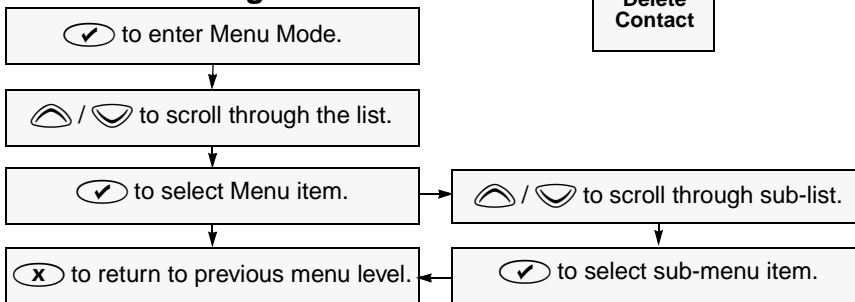 Delete
Contact
✔ to enter Menu Mode.
/ to scroll through the list.
✔ to select Menu item.
/ to scroll through sub-list.
x to return to previous menu level.
✔ to select sub-menu item.